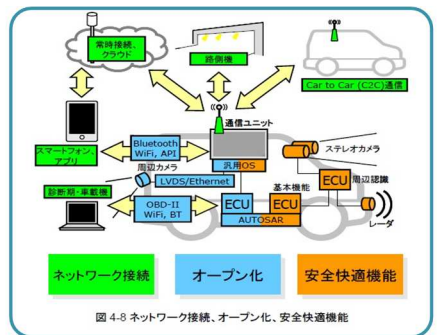 常時接続、
クラウド
路側機
Car to Car (C2C)通信
通信ユニット
スマートフォン、
アプリ
Bluetooth
WiFi, API
汎用OS
ステレオカメラ
周辺カメラ
LVDS/Ethernet
診断期・車載機
OBD-II
WiFi, BT
ECU
基本機能
ECU
ECU
周辺認識
AUTOSAR
レーダ
ネットワーク接続
オープン化
安全快適機能
図 4-8 ネットワーク接続、オープン化、安全快適機能